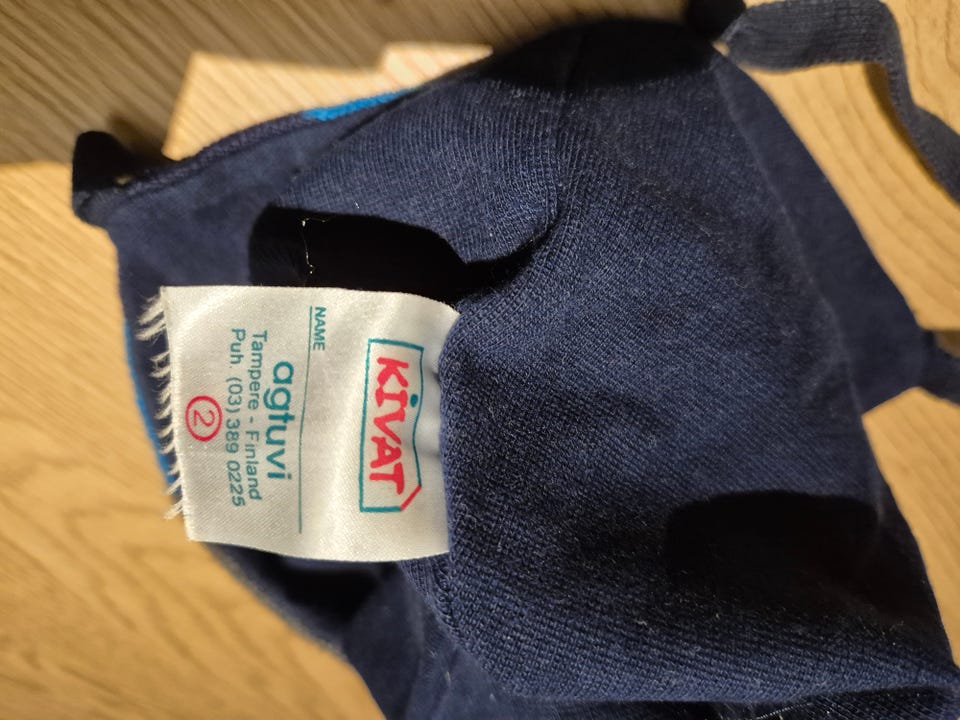 KiVAT
NAME
agtuvi
Tampere - Finland
Puh. (03) 389 0225
2